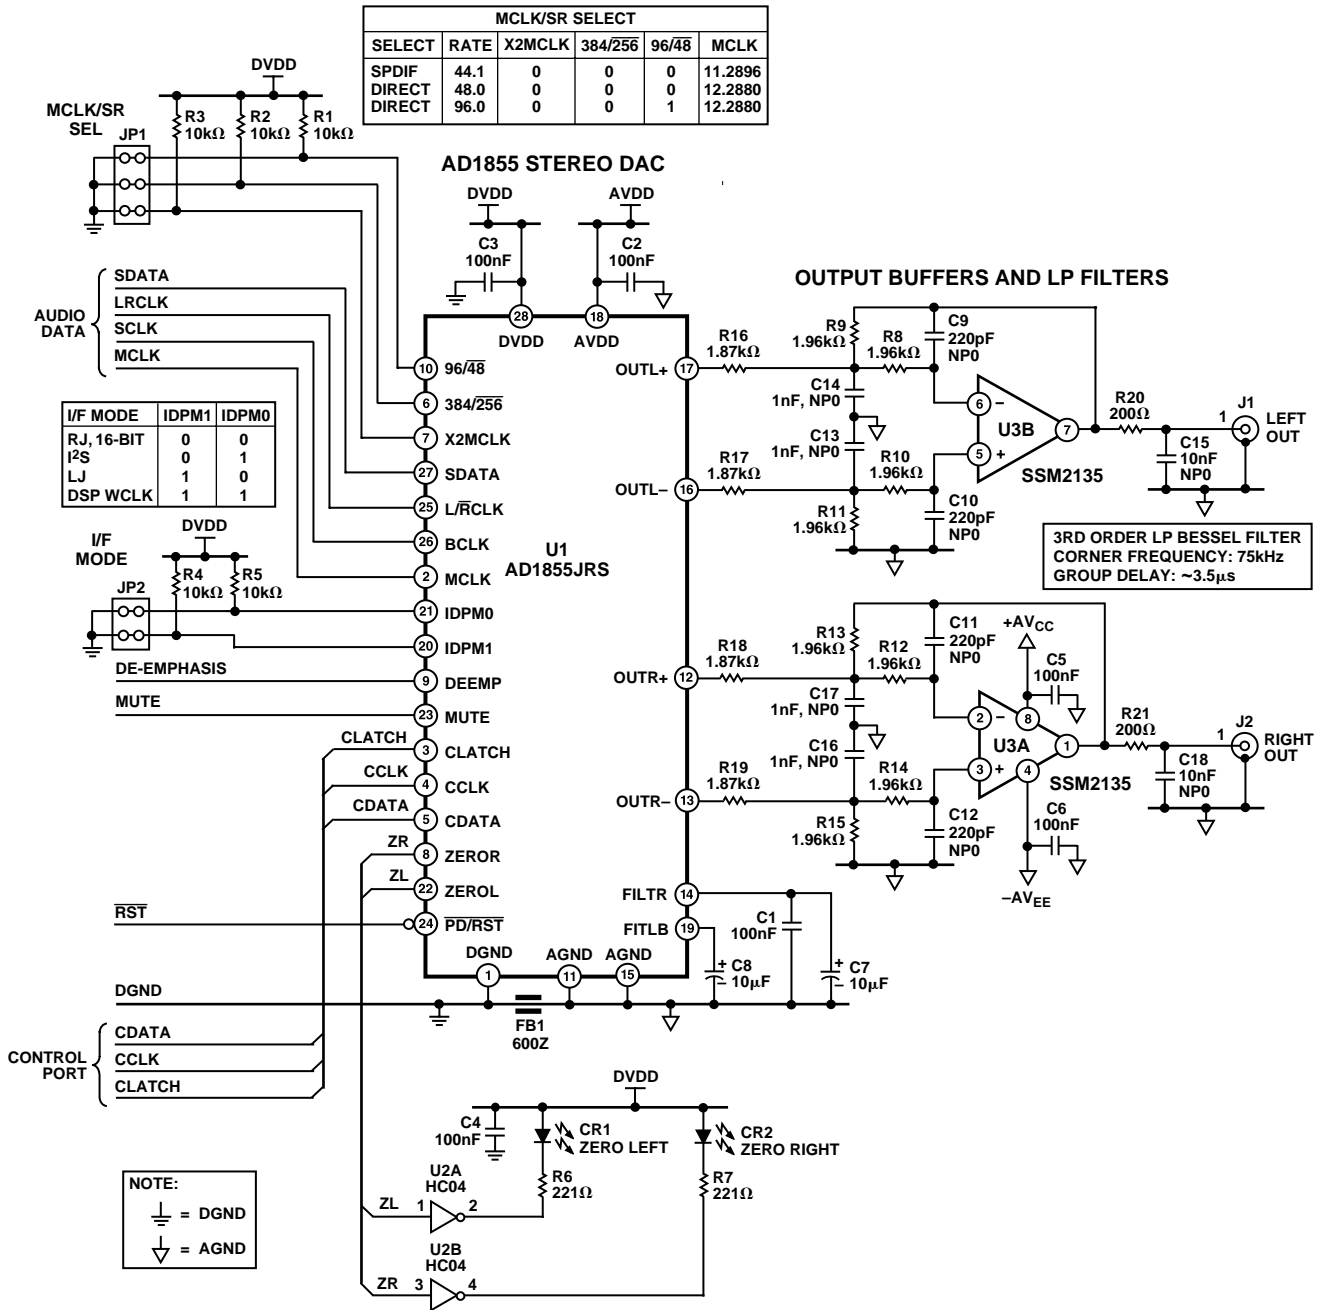 MCLK/SR SELECT
SELECT RATE X2MCLK 384/256 96/48 MCLK
SPDIF 44.1 0 0 0 11.2896
DIRECT 48.0 0 0 0 12.2880
DIRECT 96.0 0 0 1 12.2880
DVDD
MCLK/SR
SEL
JP1
R3
10kΩ
R2
10kΩ
R1
10kΩ
AD1855 STEREO DAC
DVDD
AVDD
C3
100nF
C2
100nF
AUDIO
DATA
SDATA
LRCLK
SCLK
MCLK
I/F MODE IDPM1 IDPM0
RJ, 16-BIT 0 0
I²S 0 1
LJ 1 0
DSP WCLK 1 1
I/F
MODE
DVDD
JP2
R4
10kΩ
R5
10kΩ
DE-EMPHASIS
MUTE
CLATCH
CCLK
CDATA
ZR
ZL
RST
28
DVDD
18
AVDD
10 96/48
6 384/256
7 X2MCLK
27 SDATA
25 L/RCLK
26 BCLK
2 MCLK
21 IDPM0
20 IDPM1
9 DEEMP
23 MUTE
3 CLATCH
4 CCLK
5 CDATA
8 ZEROR
22 ZEROL
24 PD/RST
U1
AD1855JRS
OUTL+ 17
OUTL– 16
OUTR+ 12
OUTR– 13
FILTR 14
FITLB 19
DGND
1
AGND
11
AGND
15
OUTPUT BUFFERS AND LP FILTERS
R16
1.87kΩ
R9
1.96kΩ
R8
1.96kΩ
C9
220pF
NP0
C14
1nF, NP0
C13
1nF, NP0
R17
1.87kΩ
R10
1.96kΩ
R11
1.96kΩ
C10
220pF
NP0
6 –
5 +
U3B
7
SSM2135
R20
200Ω
C15
10nF
NP0
1
J1
LEFT
OUT
3RD ORDER LP BESSEL FILTER
CORNER FREQUENCY: 75kHz
GROUP DELAY: ~3.5µs
R18
1.87kΩ
R13
1.96kΩ
R12
1.96kΩ
C11
220pF
NP0
C17
1nF, NP0
C16
1nF, NP0
R19
1.87kΩ
R14
1.96kΩ
R15
1.96kΩ
C12
220pF
NP0
+AVCC
C5
100nF
2 –
3 +
8
U3A
4
1
SSM2135
C6
100nF
–AVEE
R21
200Ω
C18
10nF
NP0
1
J2
RIGHT
OUT
C1
100nF
+
–
C8
10µF
+
–
C7
10µF
DGND
FB1
600Z
CONTROL
PORT
CDATA
CCLK
CLATCH
DVDD
C4
100nF
CR1
ZERO LEFT
CR2
ZERO RIGHT
R6
221Ω
R7
221Ω
U2A
HC04
ZL 1 2
U2B
HC04
ZR 3 4
NOTE:
= DGND
= AGND